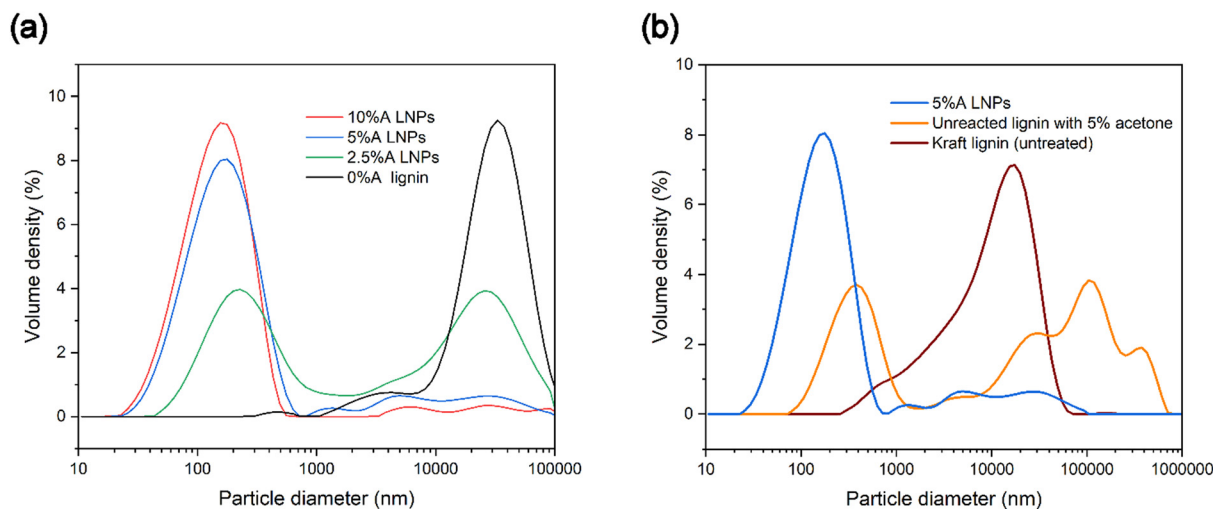 (a)
10
8
6
4
2
0
Volume density (%)
10%A LNPs
5%A LNPs
2.5%A LNPs
0%A lignin
10
100
1000
10000
100000
Particle diameter (nm)
(b)
10
8
6
4
2
0
Volume density (%)
5%A LNPs
Unreacted lignin with 5% acetone
Kraft lignin (untreated)
10
100
1000
10000
100000
1000000
Particle diameter (nm)